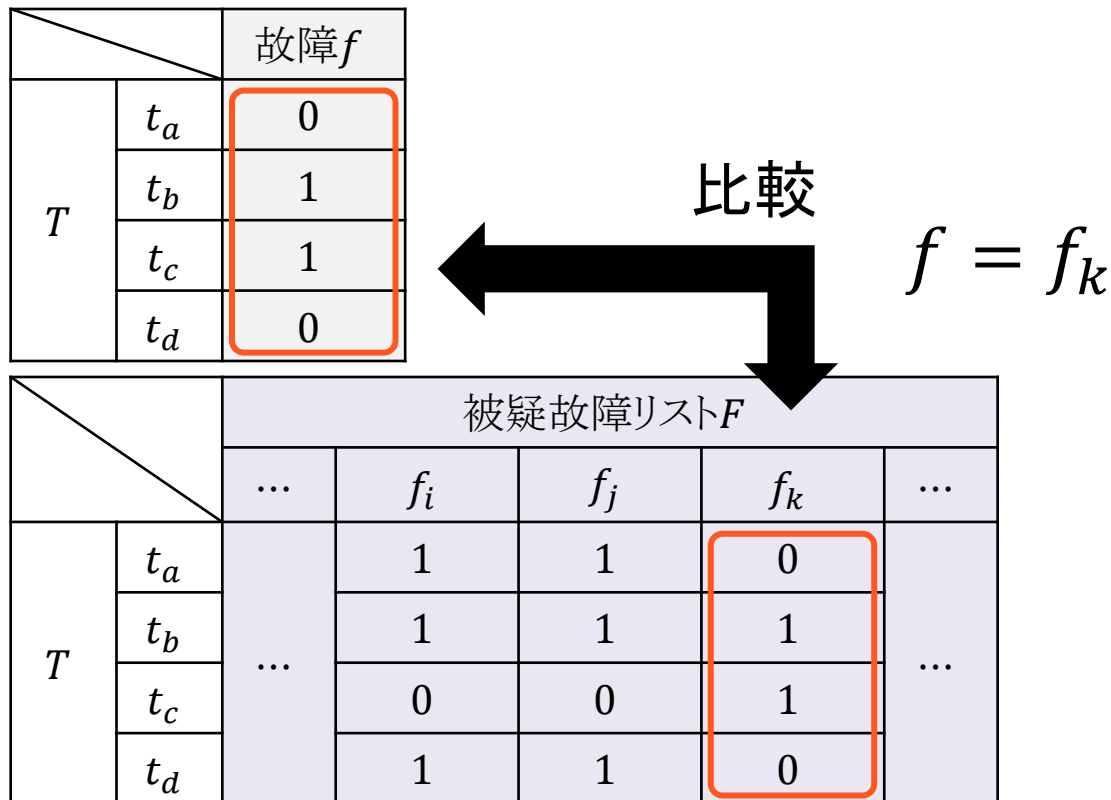 故障f
T t_a 0
t_b 1
t_c 1
t_d 0
比較
f = f_k
被疑故障リストF
… f_i f_j f_k …
T t_a … 1 1 0 …
t_b 1 1 1
t_c 0 0 1
t_d 1 1 0